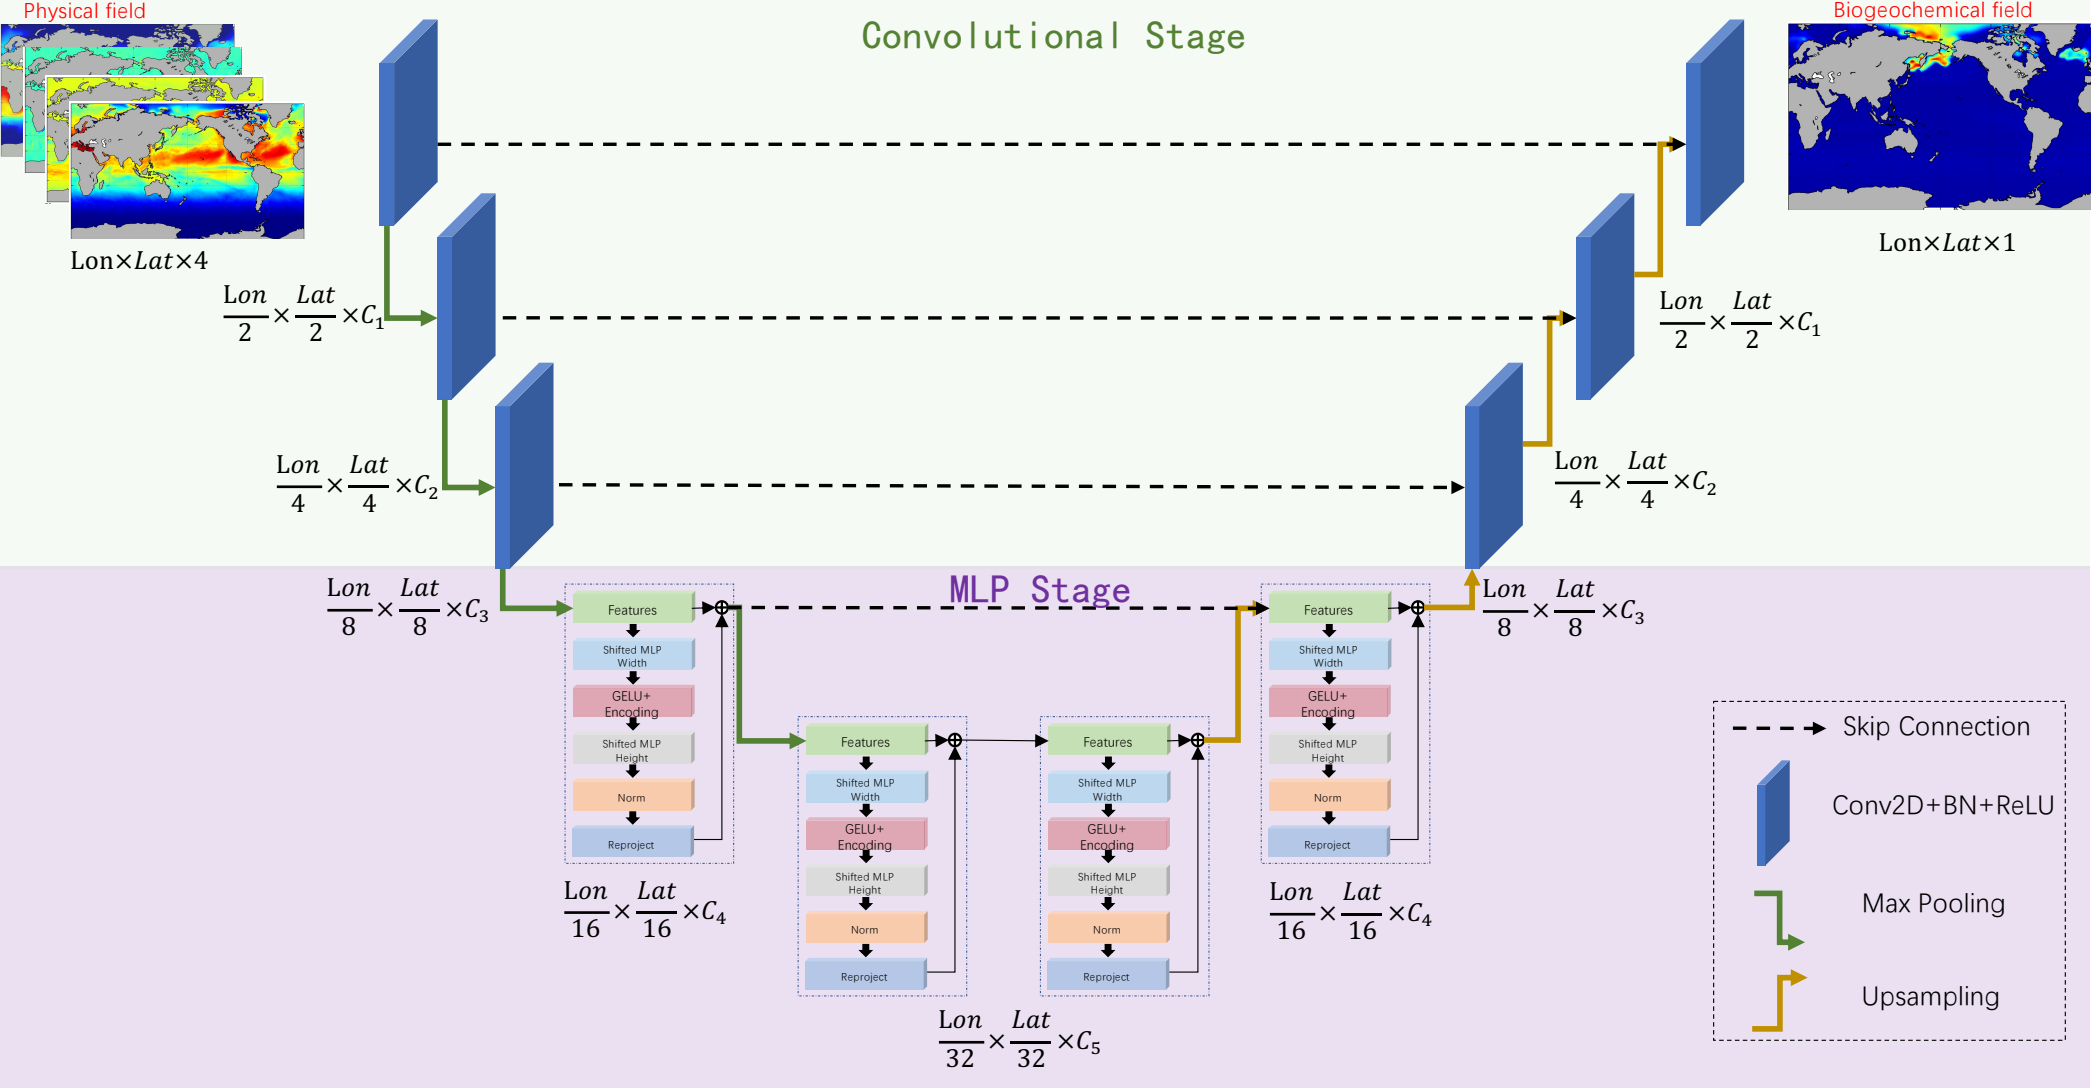 Physical field
Convolutional Stage
Biogeochemical field
Lon×Lat×4
Lon×Lat×1
Lon/2 × Lat/2 ×C₁
Lon/2 × Lat/2 ×C₁
Lon/4 × Lat/4 ×C₂
Lon/4 × Lat/4 ×C₂
MLP Stage
Lon/8 × Lat/8 ×C₃
Lon/8 × Lat/8 ×C₃
Features
Shifted MLP
Width
GELU+
Encoding
Shifted MLP
Height
Norm
Reproject
Lon/16 × Lat/16 ×C₄
Features
Shifted MLP
Width
GELU+
Encoding
Shifted MLP
Height
Norm
Reproject
Features
Shifted MLP
Width
GELU+
Encoding
Shifted MLP
Height
Norm
Reproject
Lon/32 × Lat/32 ×C₅
Features
Shifted MLP
Width
GELU+
Encoding
Shifted MLP
Height
Norm
Reproject
Lon/16 × Lat/16 ×C₄
Skip Connection
Conv2D+BN+ReLU
Max Pooling
Upsampling